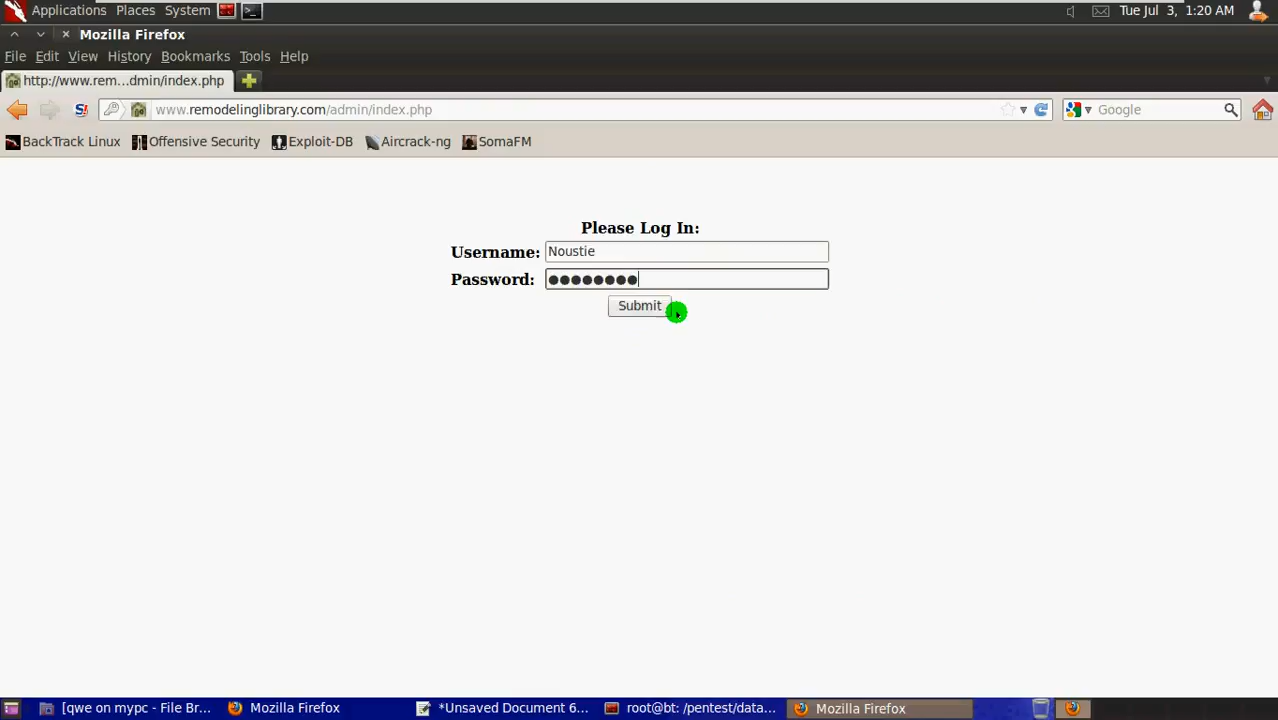 Applications Places System Tue Jul 3, 1:20 AM
Mozilla Firefox
File Edit View History Bookmarks Tools Help
http://www.rem...dmin/index.php
S! www.remodelinglibrary.com/admin/index.php Google
BackTrack Linux Offensive Security Exploit-DB Aircrack-ng SomaFM
Please Log In:
Username: Noustie
Password: ●●●●●●●●
Submit
[qwe on mypc - File Br... Mozilla Firefox *Unsaved Document 6... root@bt: /pentest/data... Mozilla Firefox